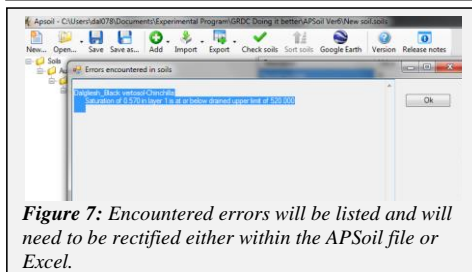 Apsoil - C:\Users\dal078\Documents\Experimental Program\GRDC Doing it better\APSoil Ver6\New soil.soils
New... Open... Save Save as... Add Import Export Check soils Sort soils Google Earth Version Release notes
Soils
Errors encountered in soils
Dalgliesh_Black vertosol-Chinchilla:
Saturation of 0.570 in layer 1 is at or below drained upper limit of 520.000
Ok
Figure 7: Encountered errors will be listed and will
need to be rectified either within the APSoil file or
Excel.